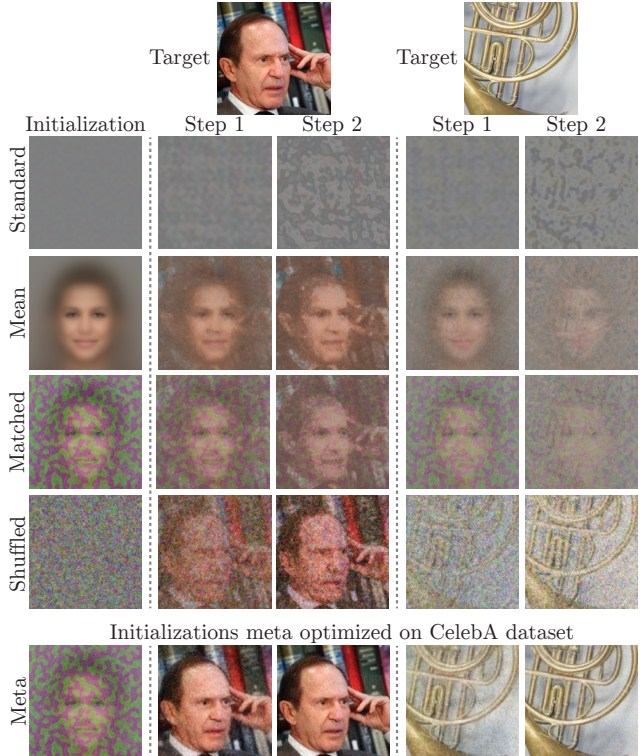 Target
Target
Initialization Step 1 Step 2 Step 1 Step 2
Standard
Mean
Matched
Shuffled
Initializations meta optimized on CelebA dataset
Meta